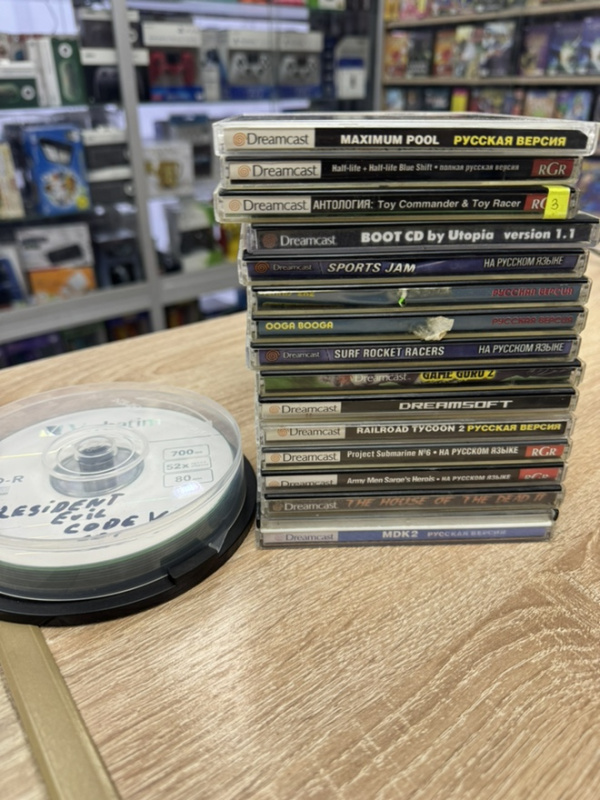 Dreamcast MAXIMUM POOL РУССКАЯ ВЕРСИЯ
Dreamcast Half-life + Half-life Blue Shift • полная русская версия RGR
Dreamcast АНТОЛОГИЯ: Toy Commander & Toy Racer 3
Dreamcast BOOT CD by Utopia version 1.1
Dreamcast SPORTS JAM НА РУССКОМ ЯЗЫКЕ
РУССКАЯ ВЕРСИЯ
OOGA BOOGA РУССКАЯ ВЕРСИЯ
Dreamcast SURF ROCKET RACERS НА РУССКОМ ЯЗЫКЕ
Dreamcast GAME GURU 2
Dreamcast DREAMSOFT
Dreamcast RAILROAD TYCOON 2 РУССКАЯ ВЕРСИЯ
Dreamcast Project Submarine №6 • НА РУССКОМ ЯЗЫКЕ RGR
Dreamcast Army Men Sarge's Heroes • НА РУССКОМ ЯЗЫКЕ RGR
Dreamcast THE HOUSE OF THE DEAD II
Dreamcast MDK2 РУССКАЯ ВЕРСИЯ
Verbatim
700
52x
80
RESIDENT
EviL
CODE V